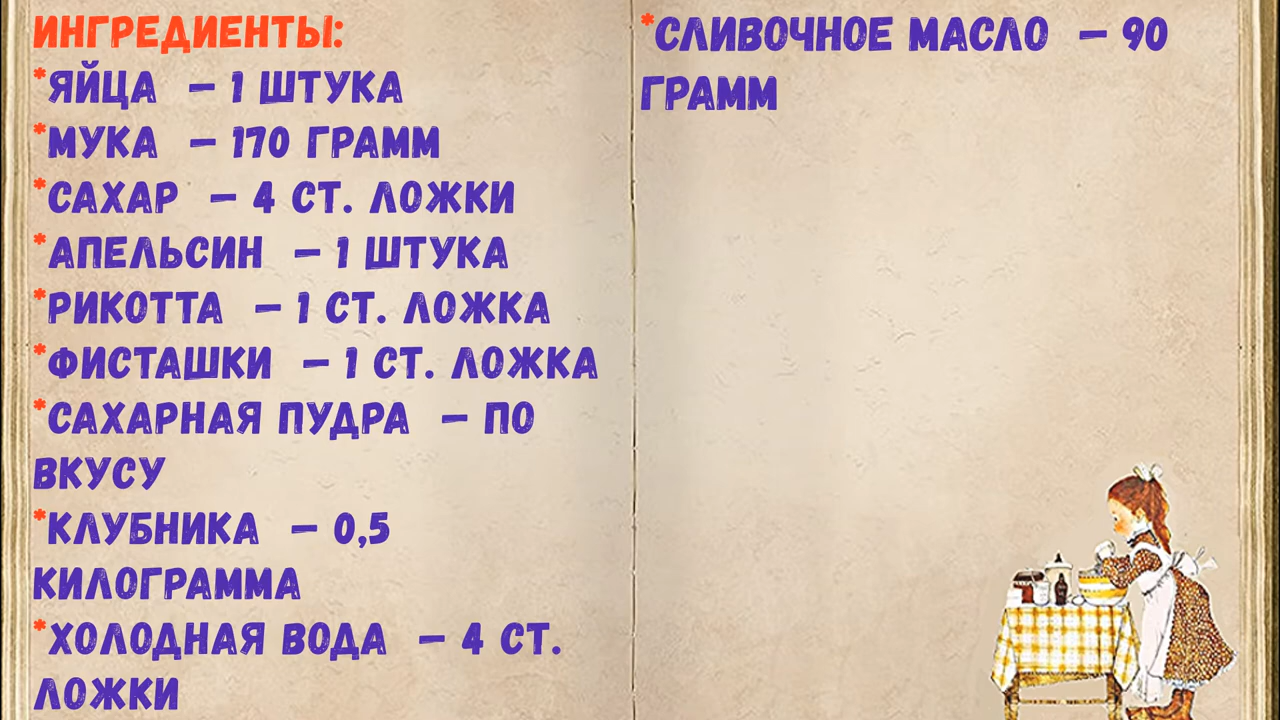 ИНГРЕДИЕНТЫ:
*ЯЙЦА – 1 ШТУКА
*МУКА – 170 ГРАММ
*САХАР – 4 СТ. ЛОЖКИ
*АПЕЛЬСИН – 1 ШТУКА
*РИКОТТА – 1 СТ. ЛОЖКА
*ФИСТАШКИ – 1 СТ. ЛОЖКА
*САХАРНАЯ ПУДРА – ПО
ВКУСУ
*КЛУБНИКА – 0,5
КИЛОГРАММА
*ХОЛОДНАЯ ВОДА – 4 СТ.
ЛОЖКИ
*СЛИВОЧНОЕ МАСЛО – 90
ГРАММ